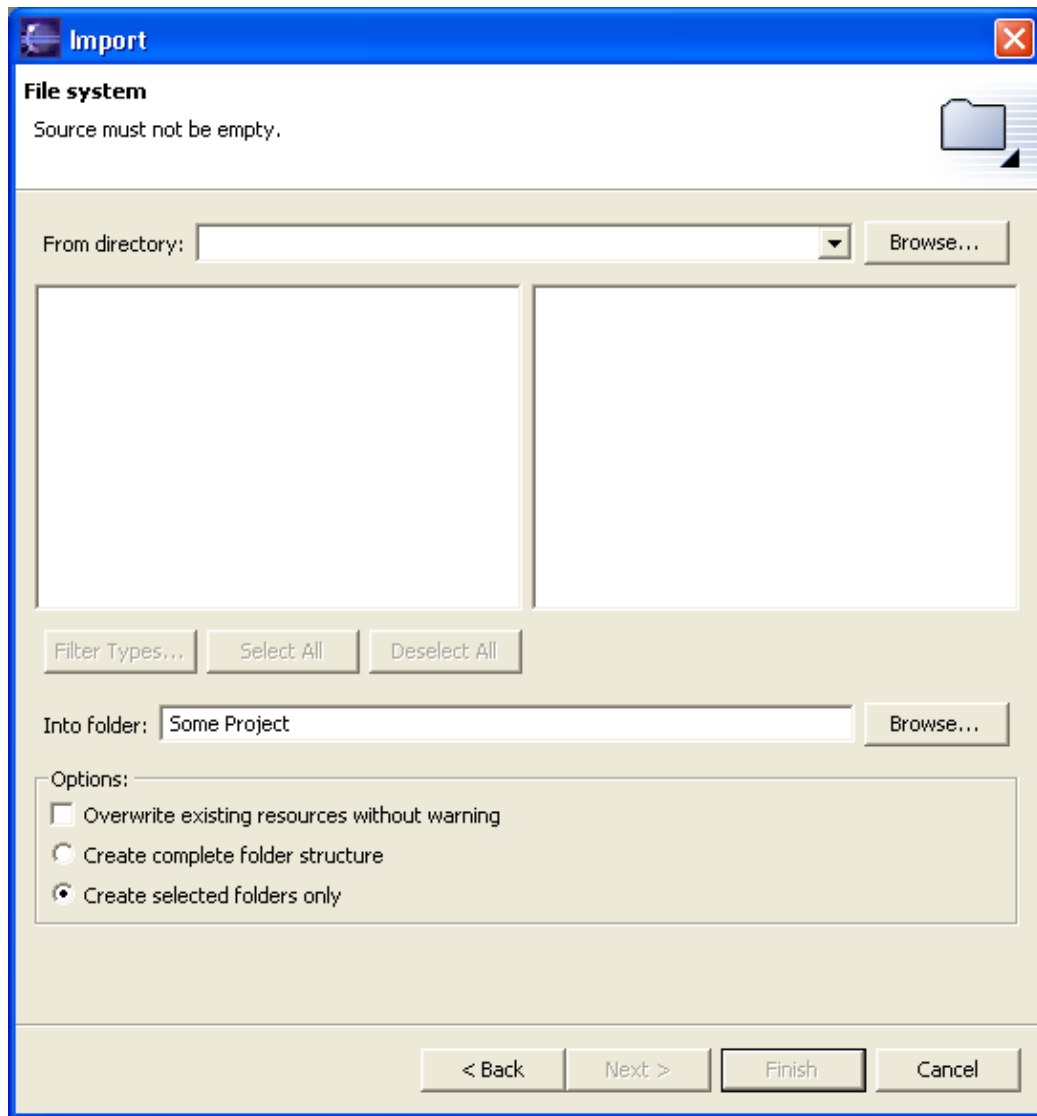 Import
File system
Source must not be empty.
From directory:
Browse...
Filter Types...
Select All
Deselect All
Into folder:
Some Project
Browse...
Options:
Overwrite existing resources without warning
Create complete folder structure
Create selected folders only
< Back
Next >
Finish
Cancel